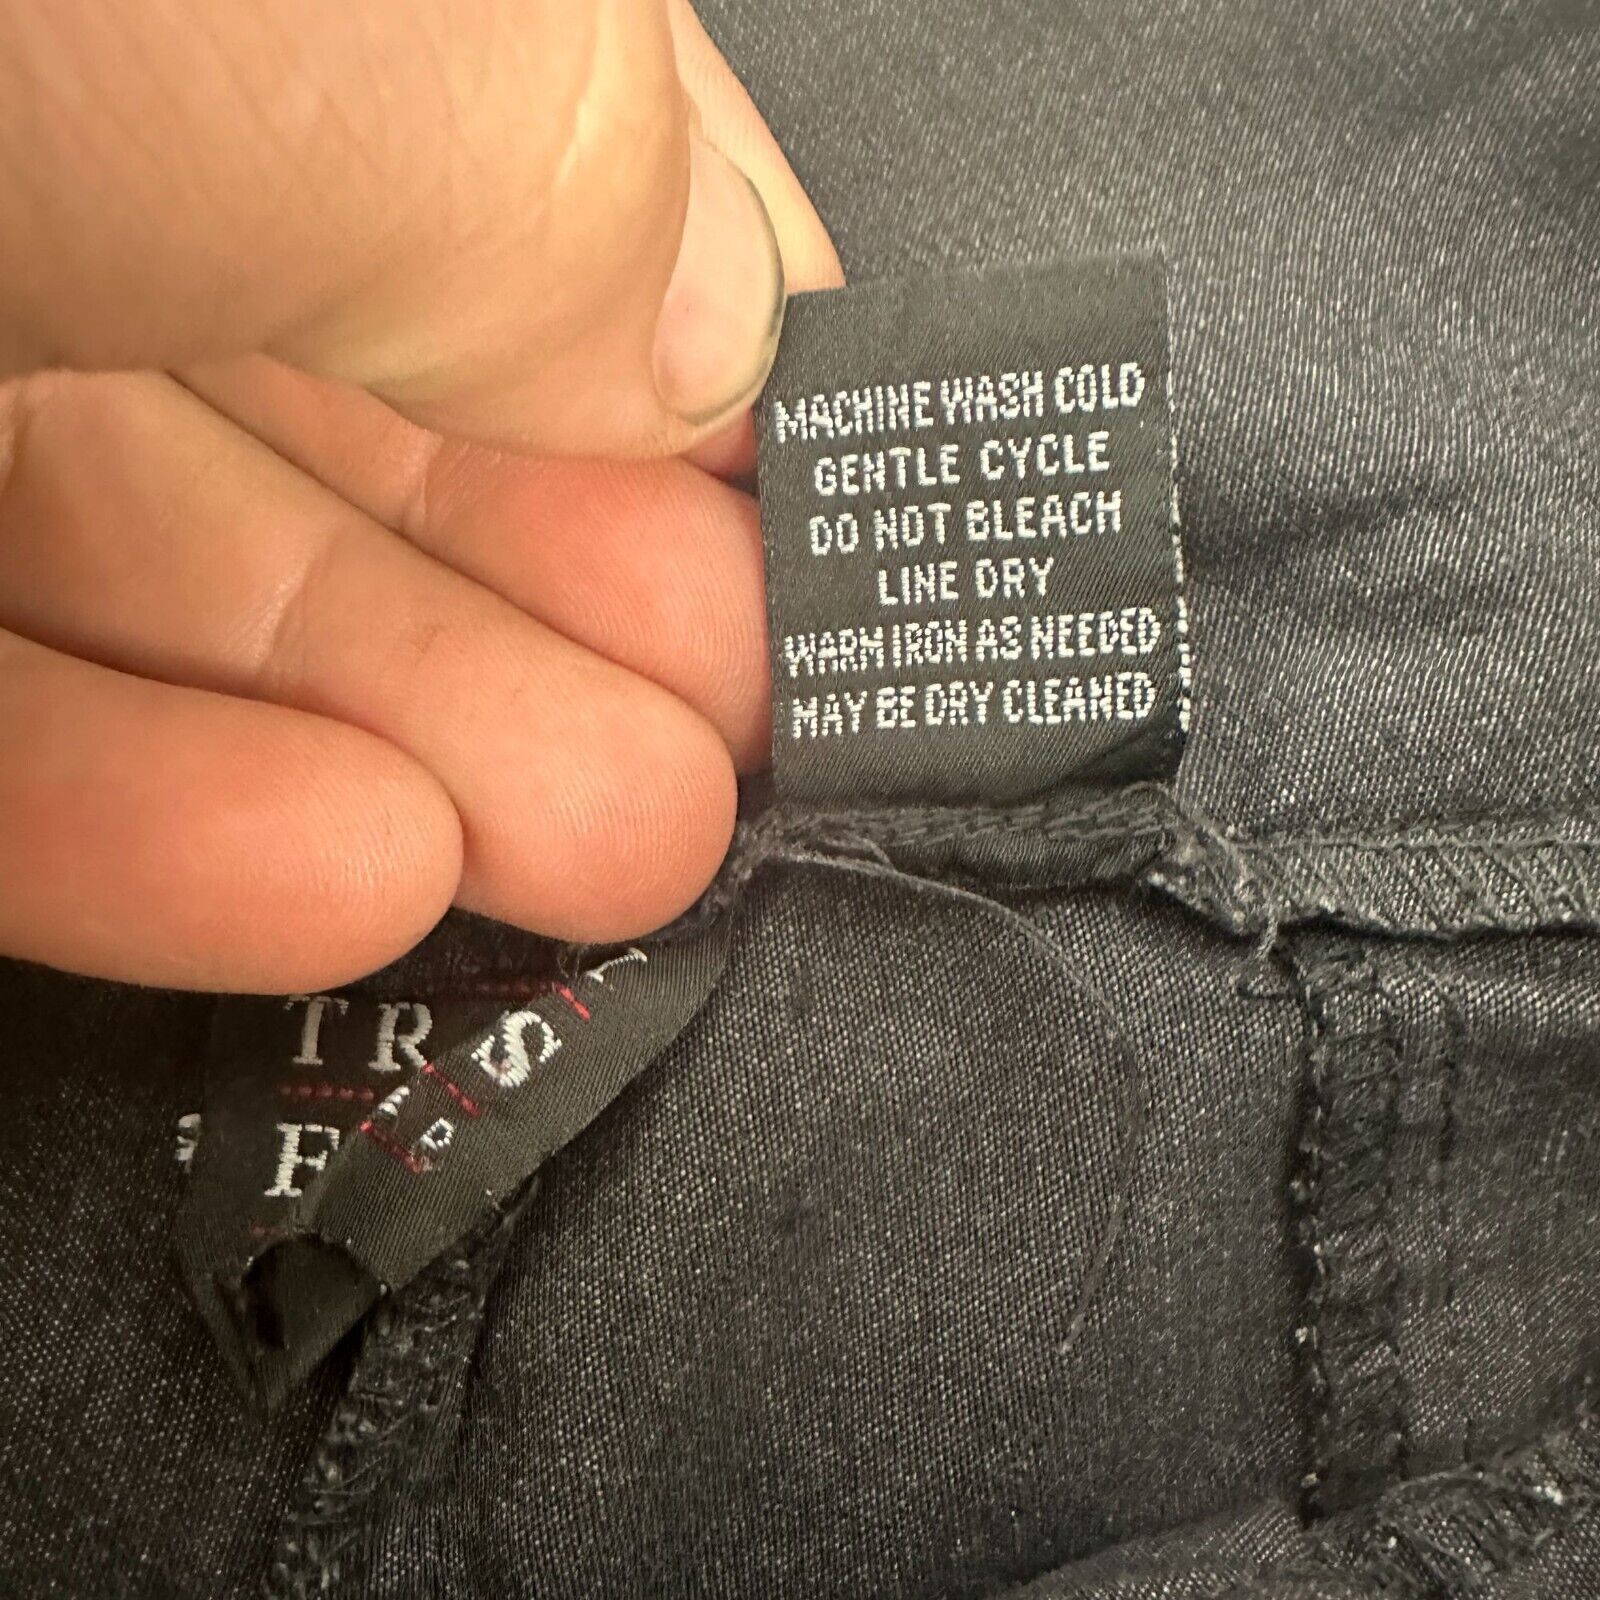 MACHINE WASH COLD
GENTLE CYCLE
DO NOT BLEACH
LINE DRY
WARM IRON AS NEEDED
MAY BE DRY CLEANED